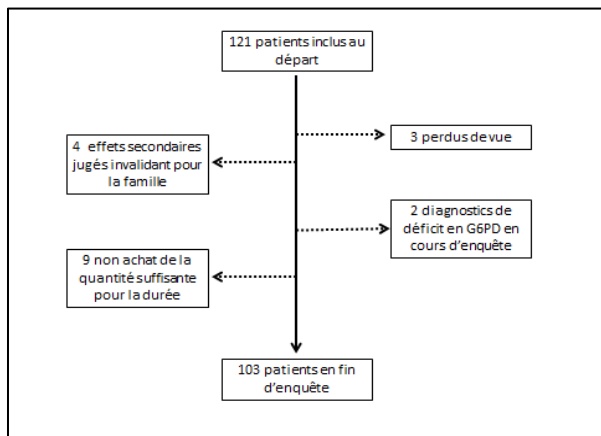 121 patients inclus au
départ
3 perdus de vue
4 effets secondaires
jugés invalidant pour
la famille
2 diagnostics de
déficit en G6PD en
cours d'enquête
9 non achat de la
quantité suffisante
pour la durée
103 patients en fin
d'enquête